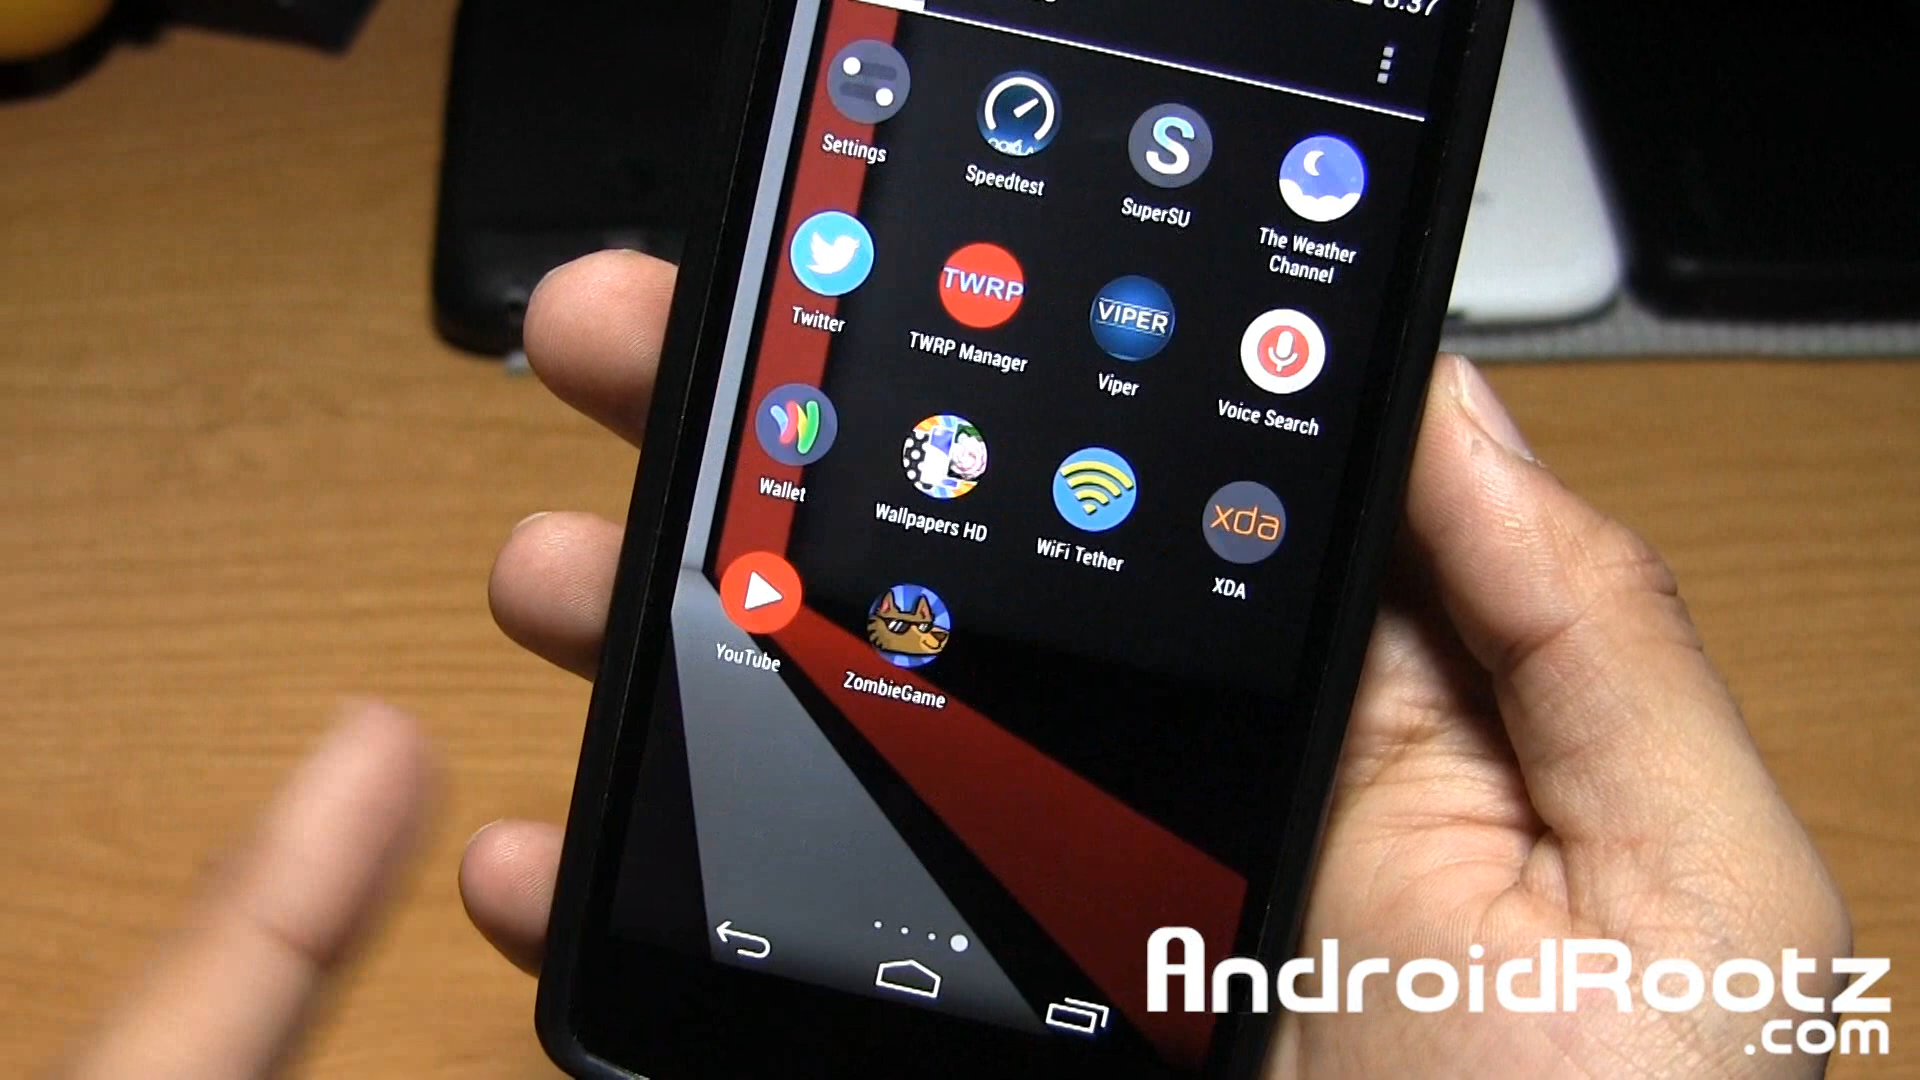 Settings
OOKLA
Speedtest
SuperSU
The Weather
Channel
Twitter
TWRP
TWRP Manager
VIPER
Viper
Voice Search
Wallet
Wallpapers HD
WiFi Tether
xda
XDA
YouTube
ZombieGame
AndroidRootz
.com